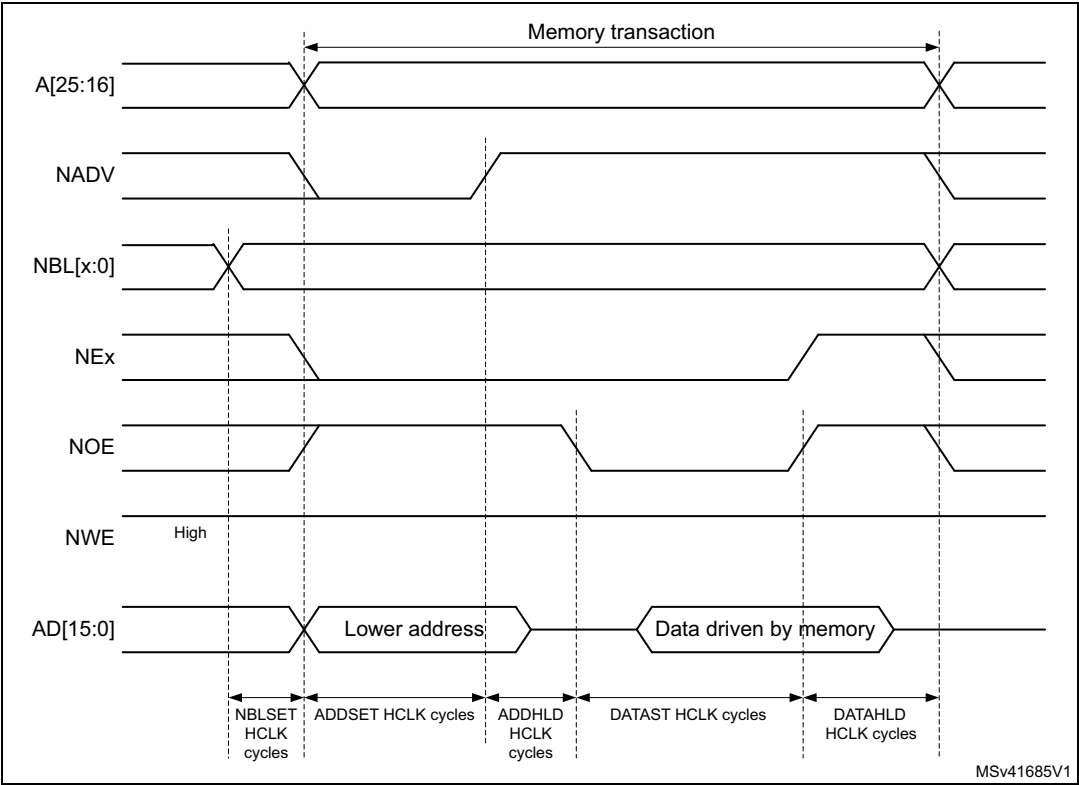 Memory transaction
A[25:16]
NADV
NBL[x:0]
NEx
NOE
NWE
High
AD[15:0]
Lower address
Data driven by memory
NBLSET
HCLK
cycles
ADDSET HCLK cycles
ADDHLD
HCLK
cycles
DATAST HCLK cycles
DATAHLD
HCLK cycles
MSv41685V1